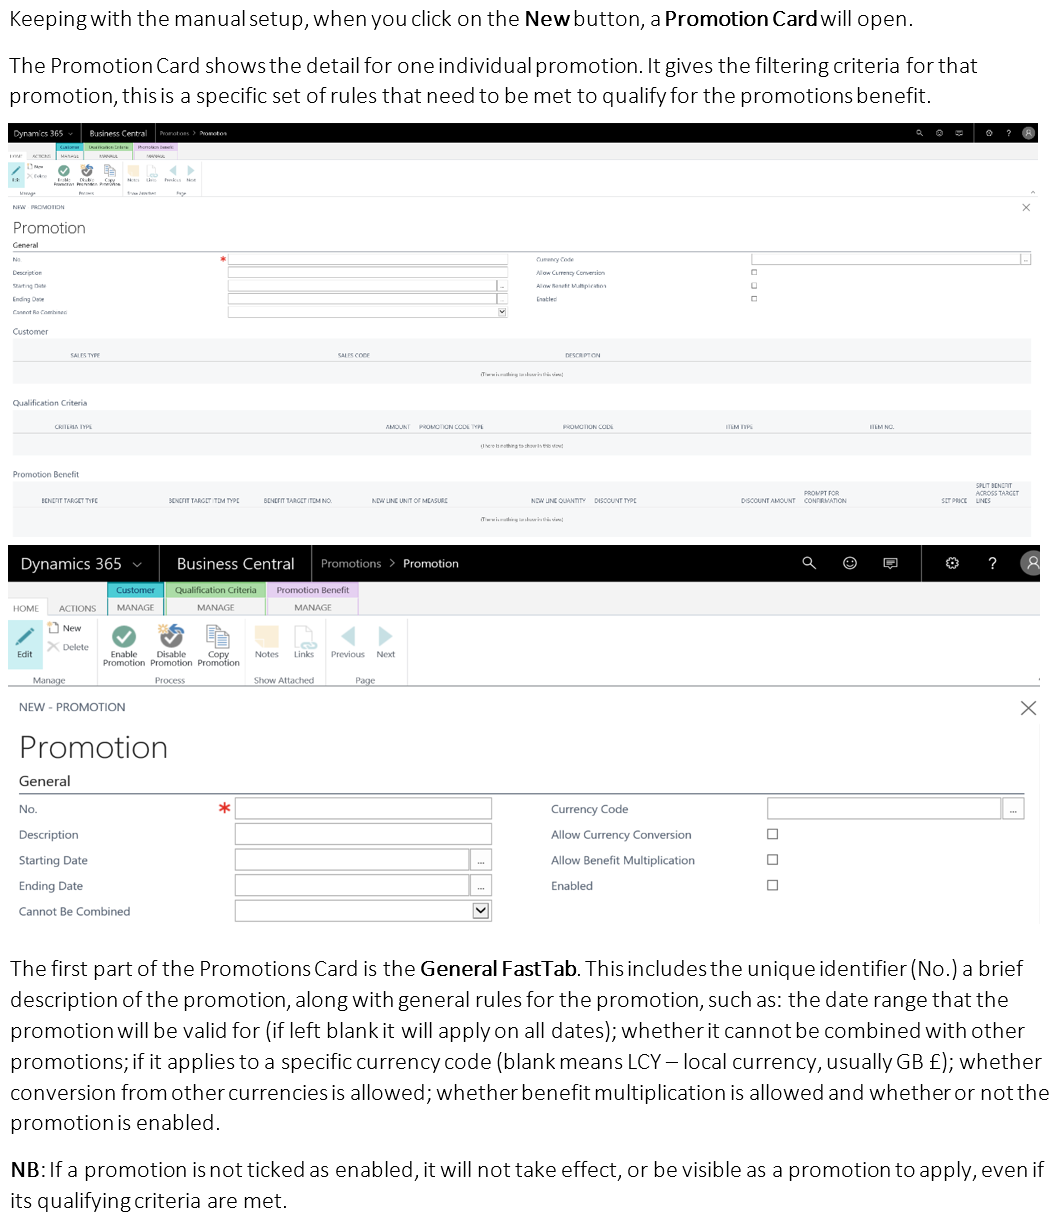 Keeping with the manual setup, when you click on the New button, a Promotion Card will open.
The Promotion Card shows the detail for one individual promotion. It gives the filtering criteria for that
promotion, this is a specific set of rules that need to be met to qualify for the promotions benefit.
Dynamics 365 Business Central Promotions > Promotion ?
Customer Qualification Criteria Promotion Benefit
HOME ACTIONS MANAGE MANAGE MANAGE
New
Delete
Edit Enable Promotion Disable Promotion Copy Promotion Notes Links Previous Next
Manage Process Show Attached Page
NEW - PROMOTION
Promotion
General
No. * Currency Code ...
Description Allow Currency Conversion
Starting Date ... Allow Benefit Multiplication
Ending Date ... Enabled
Cannot Be Combined
Customer
SALES TYPE SALES CODE DESCRIPTION
(There is nothing to show in this view)
Qualification Criteria
CRITERIA TYPE AMOUNT PROMOTION CODE TYPE PROMOTION CODE ITEM TYPE ITEM NO.
(There is nothing to show in this view)
Promotion Benefit
BENEFIT TARGET TYPE BENEFIT TARGET ITEM TYPE BENEFIT TARGET ITEM NO. NEW LINE UNIT OF MEASURE NEW LINE QUANTITY DISCOUNT TYPE DISCOUNT AMOUNT PROMPT FOR CONFIRMATION SET PRICE SPLIT BENEFIT ACROSS TARGET LINES
(There is nothing to show in this view)
Dynamics 365 Business Central Promotions > Promotion ?
Customer Qualification Criteria Promotion Benefit
HOME ACTIONS MANAGE MANAGE MANAGE
New
Delete
Edit Enable Disable Copy Notes Links Previous Next
Promotion Promotion Promotion
Manage Process Show Attached Page
NEW - PROMOTION
Promotion
General
No. * Currency Code ...
Description Allow Currency Conversion
Starting Date ... Allow Benefit Multiplication
Ending Date ... Enabled
Cannot Be Combined
The first part of the Promotions Card is the General FastTab. This includes the unique identifier (No.) a brief
description of the promotion, along with general rules for the promotion, such as: the date range that the
promotion will be valid for (if left blank it will apply on all dates); whether it cannot be combined with other
promotions; if it applies to a specific currency code (blank means LCY – local currency, usually GB £); whether
conversion from other currencies is allowed; whether benefit multiplication is allowed and whether or not the
promotion is enabled.
NB: If a promotion is not ticked as enabled, it will not take effect, or be visible as a promotion to apply, even if
its qualifying criteria are met.